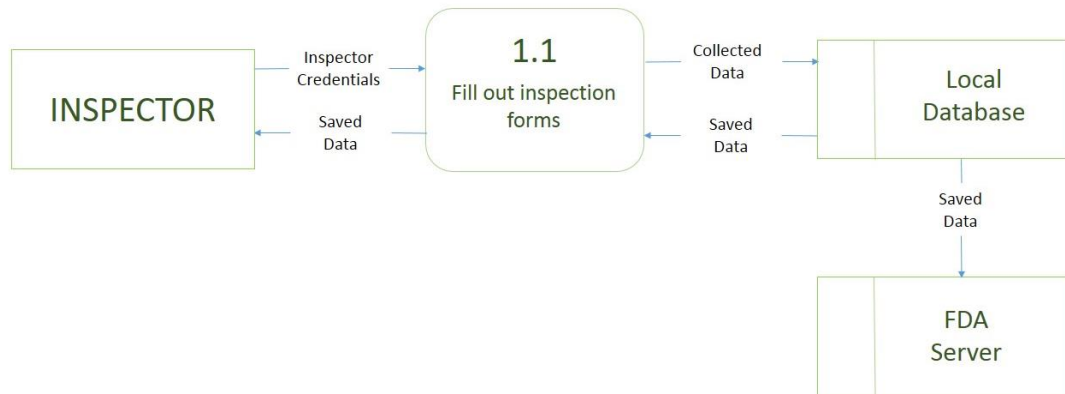 INSPECTOR
Inspector
Credentials
Saved
Data
1.1
Fill out inspection
forms
Collected
Data
Saved
Data
Local
Database
Saved
Data
FDA
Server